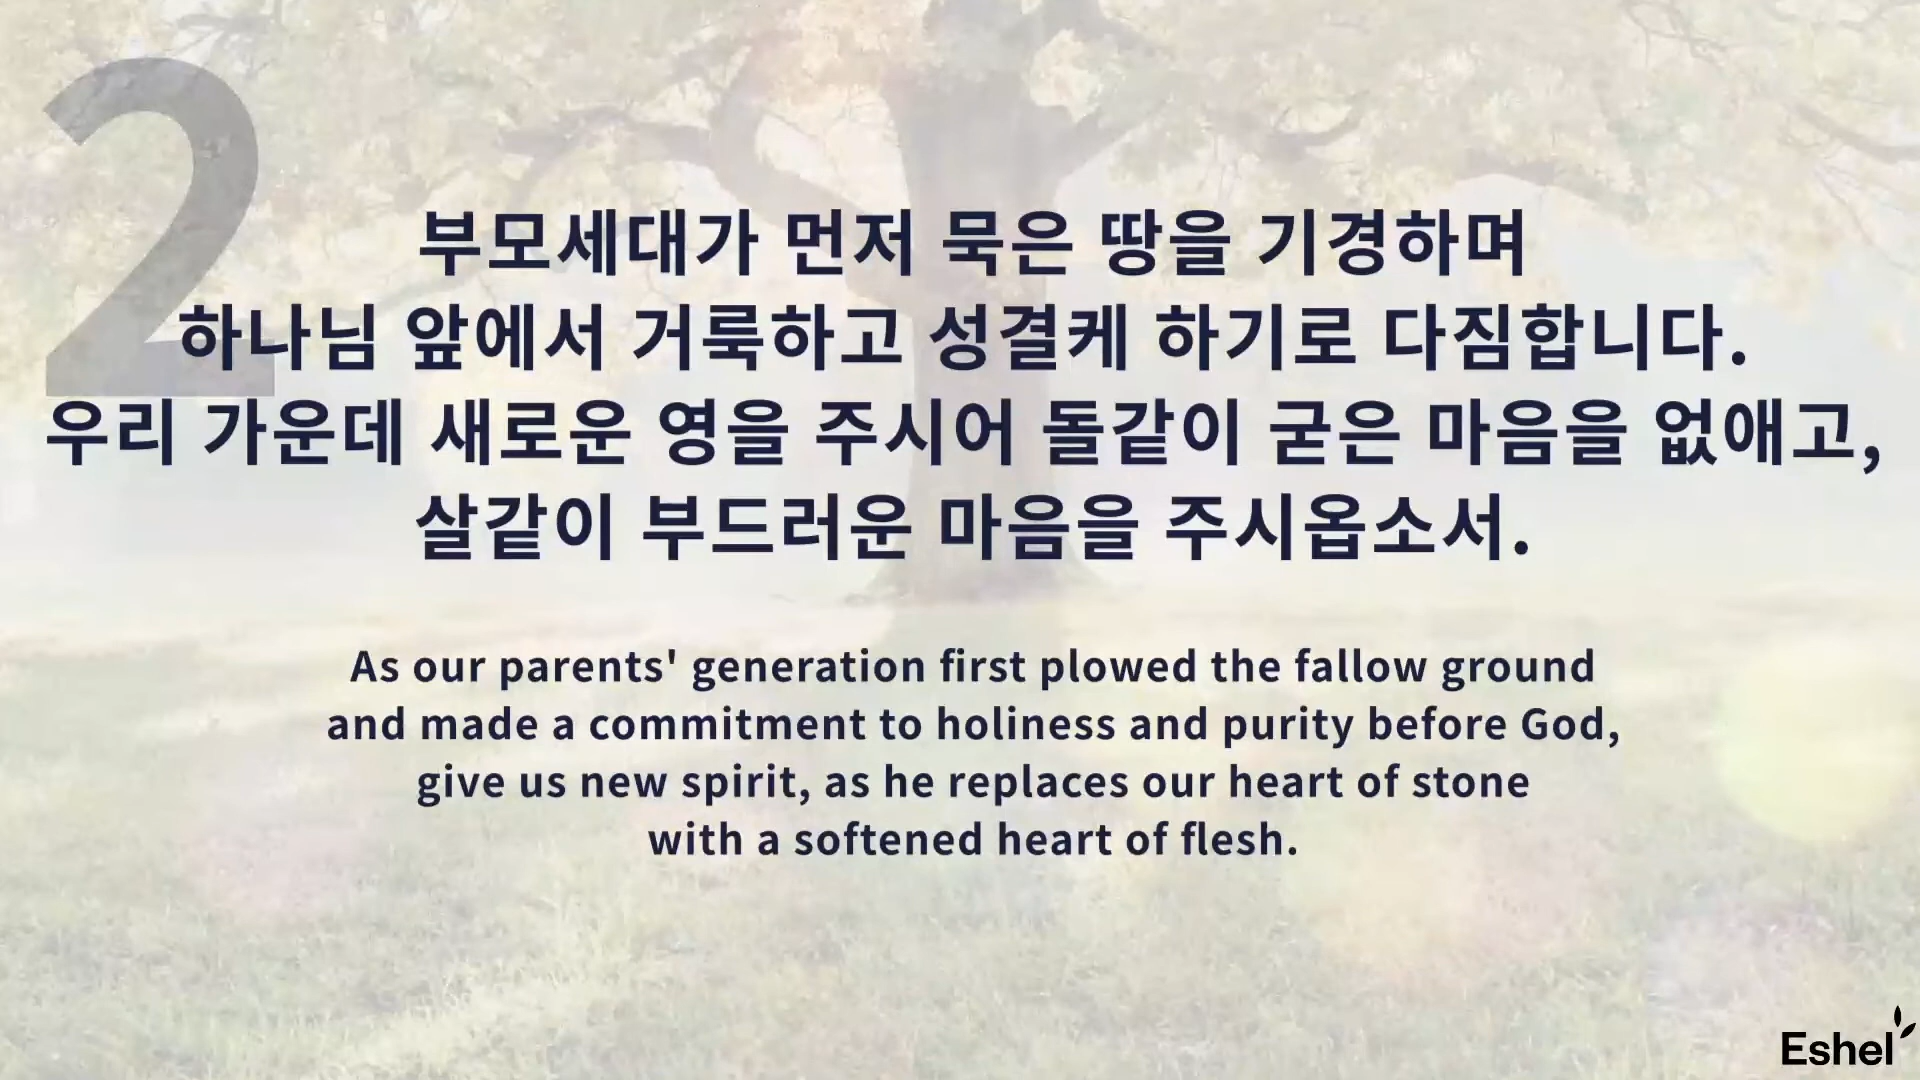 2
부모세대가 먼저 묵은 땅을 기경하며
하나님 앞에서 거룩하고 성결케 하기로 다짐합니다.
우리 가운데 새로운 영을 주시어 돌같이 굳은 마음을 없애고,
살같이 부드러운 마음을 주시옵소서.
As our parents' generation first plowed the fallow ground
and made a commitment to holiness and purity before God,
give us new spirit, as he replaces our heart of stone
with a softened heart of flesh.
Eshel